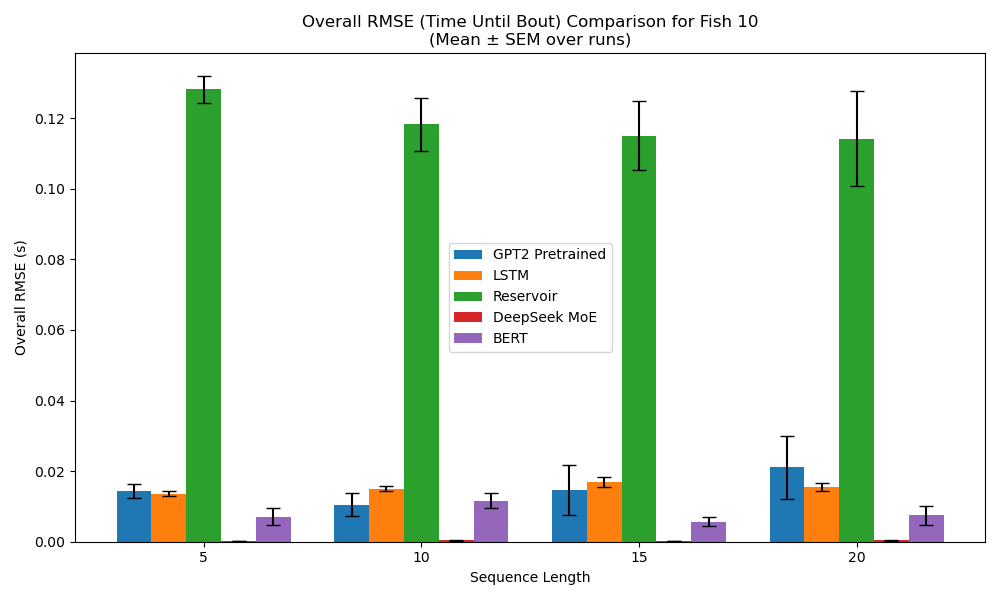 Overall RMSE (Time Until Bout) Comparison for Fish 10
(Mean ± SEM over runs)
Overall RMSE (s)
0.12
0.10
0.08
0.06
0.04
0.02
0.00
GPT2 Pretrained
LSTM
Reservoir
DeepSeek MoE
BERT
5
10
15
20
Sequence Length